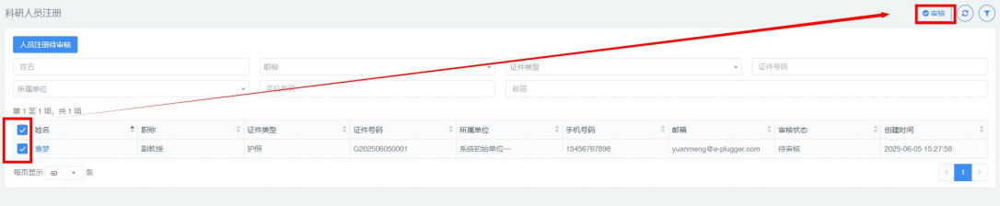 科研人员注册 审核
人员注册待审核
姓名 职称 证件类型 证件号码
所属单位 手机号码 邮箱
第 1 至 1 项，共 1 项
姓名 职称 证件类型 证件号码 所属单位 手机号码 邮箱 审核状态 创建时间
袁梦 副教授 护照 G202506050001 系统初始单位一 15456767898 yuanmeng@e-plugger.com 待审核 2025-06-05 15:27:58
每页显示 50 条 1